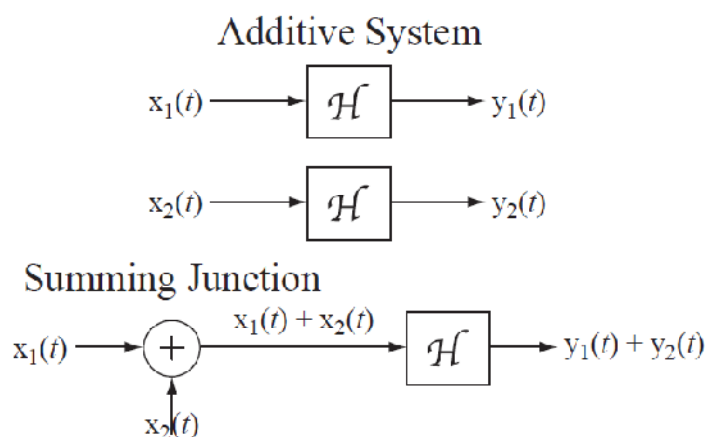 Additive System
x₁(t) ℋ y₁(t)
x₂(t) ℋ y₂(t)
Summing Junction
x₁(t) + x₂(t)
x₁(t) + ℋ y₁(t) + y₂(t)
x₂(t)